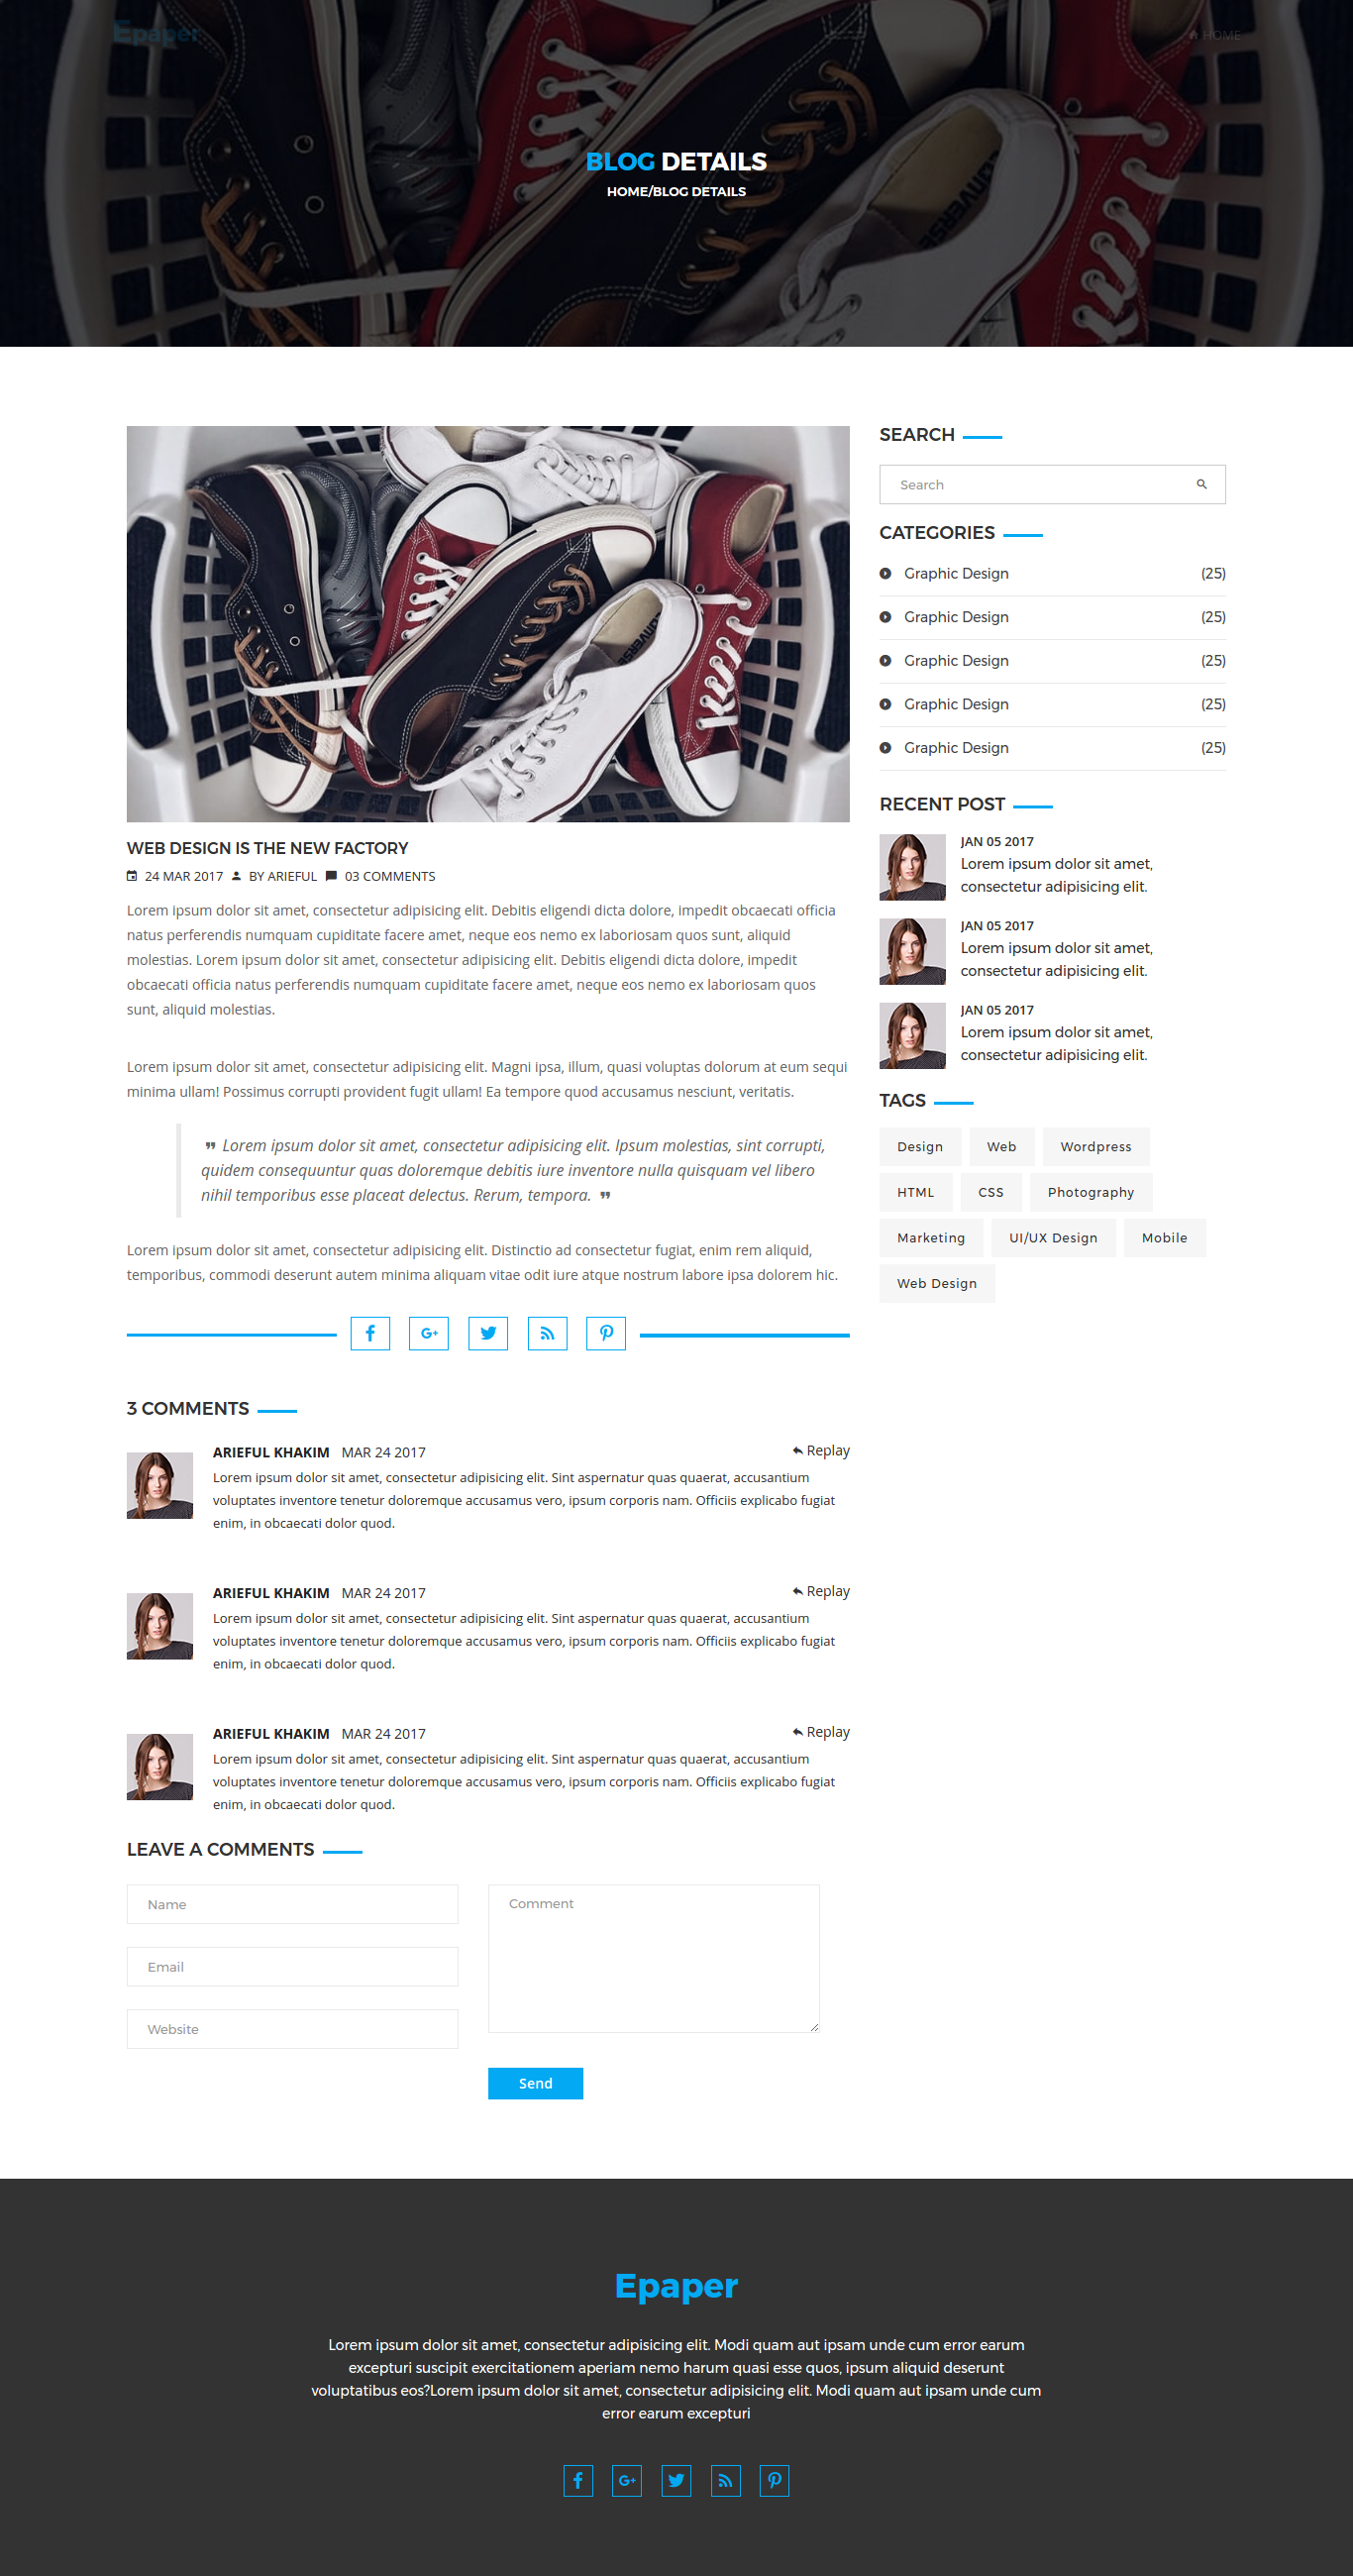 Epaper
HOME
BLOG DETAILS
HOME/BLOG DETAILS
CONVERSE
SEARCH
Search
CATEGORIES
Graphic Design (25)
Graphic Design (25)
Graphic Design (25)
Graphic Design (25)
Graphic Design (25)
RECENT POST
JAN 05 2017
Lorem ipsum dolor sit amet,
consectetur adipisicing elit.
JAN 05 2017
Lorem ipsum dolor sit amet,
consectetur adipisicing elit.
JAN 05 2017
Lorem ipsum dolor sit amet,
consectetur adipisicing elit.
TAGS
Design Web Wordpress
HTML CSS Photography
Marketing UI/UX Design Mobile
Web Design
CONVERSE
WEB DESIGN IS THE NEW FACTORY
24 MAR 2017 BY ARIEFUL 03 COMMENTS
Lorem ipsum dolor sit amet, consectetur adipisicing elit. Debitis eligendi dicta dolore, impedit obcaecati officia
natus perferendis numquam cupiditate facere amet, neque eos nemo ex laboriosam quos sunt, aliquid
molestias. Lorem ipsum dolor sit amet, consectetur adipisicing elit. Debitis eligendi dicta dolore, impedit
obcaecati officia natus perferendis numquam cupiditate facere amet, neque eos nemo ex laboriosam quos
sunt, aliquid molestias.
Lorem ipsum dolor sit amet, consectetur adipisicing elit. Magni ipsa, illum, quasi voluptas dolorum at eum sequi
minima ullam! Possimus corrupti provident fugit ullam! Ea tempore quod accusamus nesciunt, veritatis.
❞ Lorem ipsum dolor sit amet, consectetur adipisicing elit. Ipsum molestias, sint corrupti,
quidem consequuntur quas doloremque debitis iure inventore nulla quisquam vel libero
nihil temporibus esse placeat delectus. Rerum, tempora. ❞
Lorem ipsum dolor sit amet, consectetur adipisicing elit. Distinctio ad consectetur fugiat, enim rem aliquid,
temporibus, commodi deserunt autem minima aliquam vitae odit iure atque nostrum labore ipsa dolorem hic.
3 COMMENTS
ARIEFUL KHAKIM MAR 24 2017 Replay
Lorem ipsum dolor sit amet, consectetur adipisicing elit. Sint aspernatur quas quaerat, accusantium
voluptates inventore tenetur doloremque accusamus vero, ipsum corporis nam. Officiis explicabo fugiat
enim, in obcaecati dolor quod.
ARIEFUL KHAKIM MAR 24 2017 Replay
Lorem ipsum dolor sit amet, consectetur adipisicing elit. Sint aspernatur quas quaerat, accusantium
voluptates inventore tenetur doloremque accusamus vero, ipsum corporis nam. Officiis explicabo fugiat
enim, in obcaecati dolor quod.
ARIEFUL KHAKIM MAR 24 2017 Replay
Lorem ipsum dolor sit amet, consectetur adipisicing elit. Sint aspernatur quas quaerat, accusantium
voluptates inventore tenetur doloremque accusamus vero, ipsum corporis nam. Officiis explicabo fugiat
enim, in obcaecati dolor quod.
LEAVE A COMMENTS
Name
Email
Website
Comment
Send
Epaper
Lorem ipsum dolor sit amet, consectetur adipisicing elit. Modi quam aut ipsam unde cum error earum
excepturi suscipit exercitationem aperiam nemo harum quasi esse quos, ipsum aliquid deserunt
voluptatibus eos?Lorem ipsum dolor sit amet, consectetur adipisicing elit. Modi quam aut ipsam unde cum
error earum excepturi